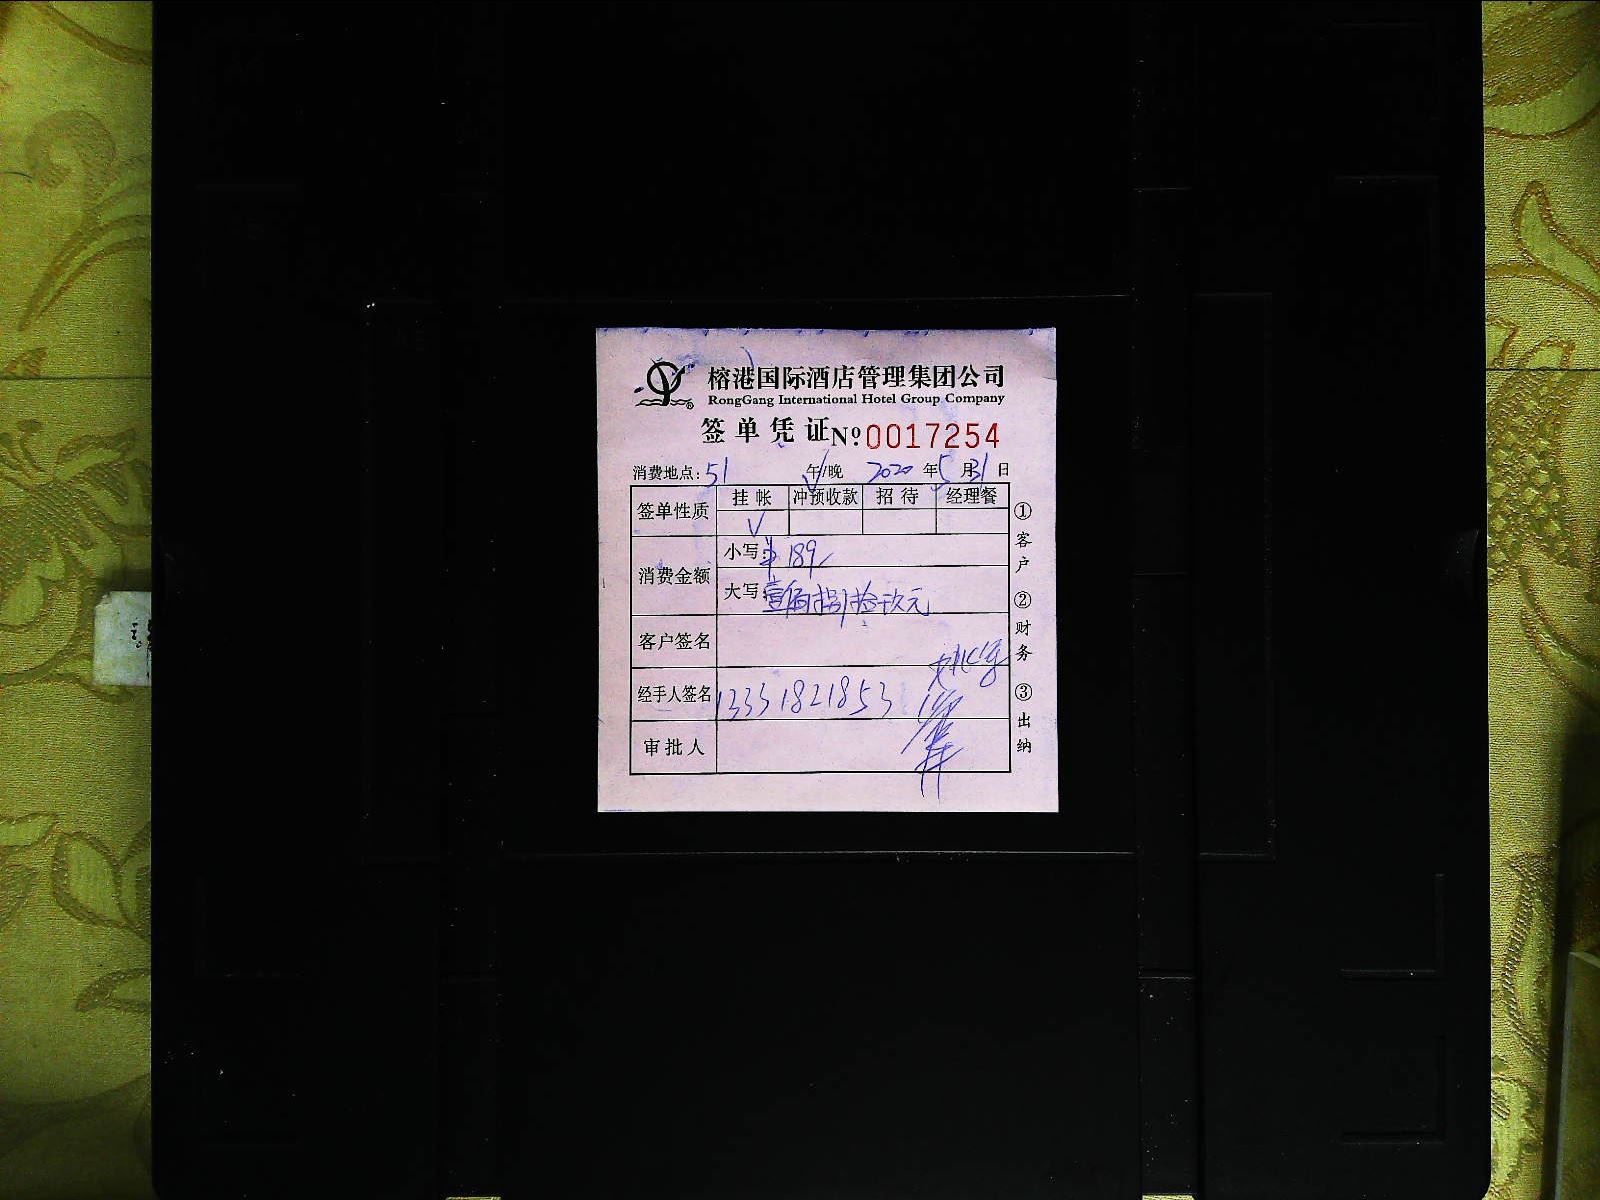 榕港国际酒店管理集团公司
RongGang International Hotel Group Company
签单凭证 Nº 0017254
消费地点: 51 午/晚 2020 年 5 月 31 日
签单性质 挂帐 冲预收款 招待 经理餐
√
消费金额 小写: ¥189
大写: 壹佰捌拾玖元
客户签名
经手人签名 13331821853
审批人
① 客户 ② 财务 ③ 出纳